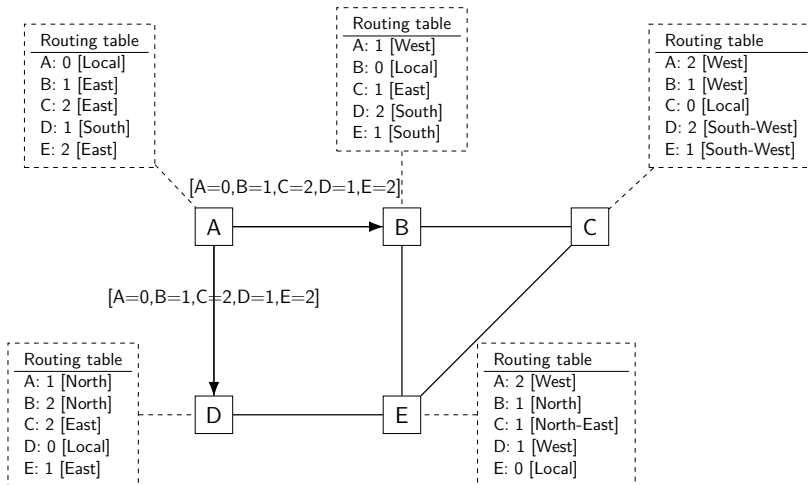 Routing table
A: 0 [Local]
B: 1 [East]
C: 2 [East]
D: 1 [South]
E: 2 [East]
Routing table
A: 1 [West]
B: 0 [Local]
C: 1 [East]
D: 2 [South]
E: 1 [South]
Routing table
A: 2 [West]
B: 1 [West]
C: 0 [Local]
D: 2 [South-West]
E: 1 [South-West]
[A=0,B=1,C=2,D=1,E=2]
A
B
C
[A=0,B=1,C=2,D=1,E=2]
Routing table
A: 1 [North]
B: 2 [North]
C: 2 [East]
D: 0 [Local]
E: 1 [East]
D
E
Routing table
A: 2 [West]
B: 1 [North]
C: 1 [North-East]
D: 1 [West]
E: 0 [Local]